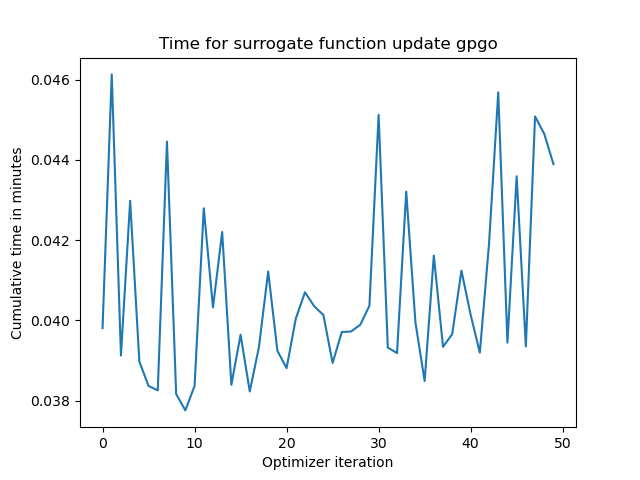 Time for surrogate function update gpgo
Cumulative time in minutes
0.046
0.044
0.042
0.040
0.038
0 10 20 30 40 50
Optimizer iteration